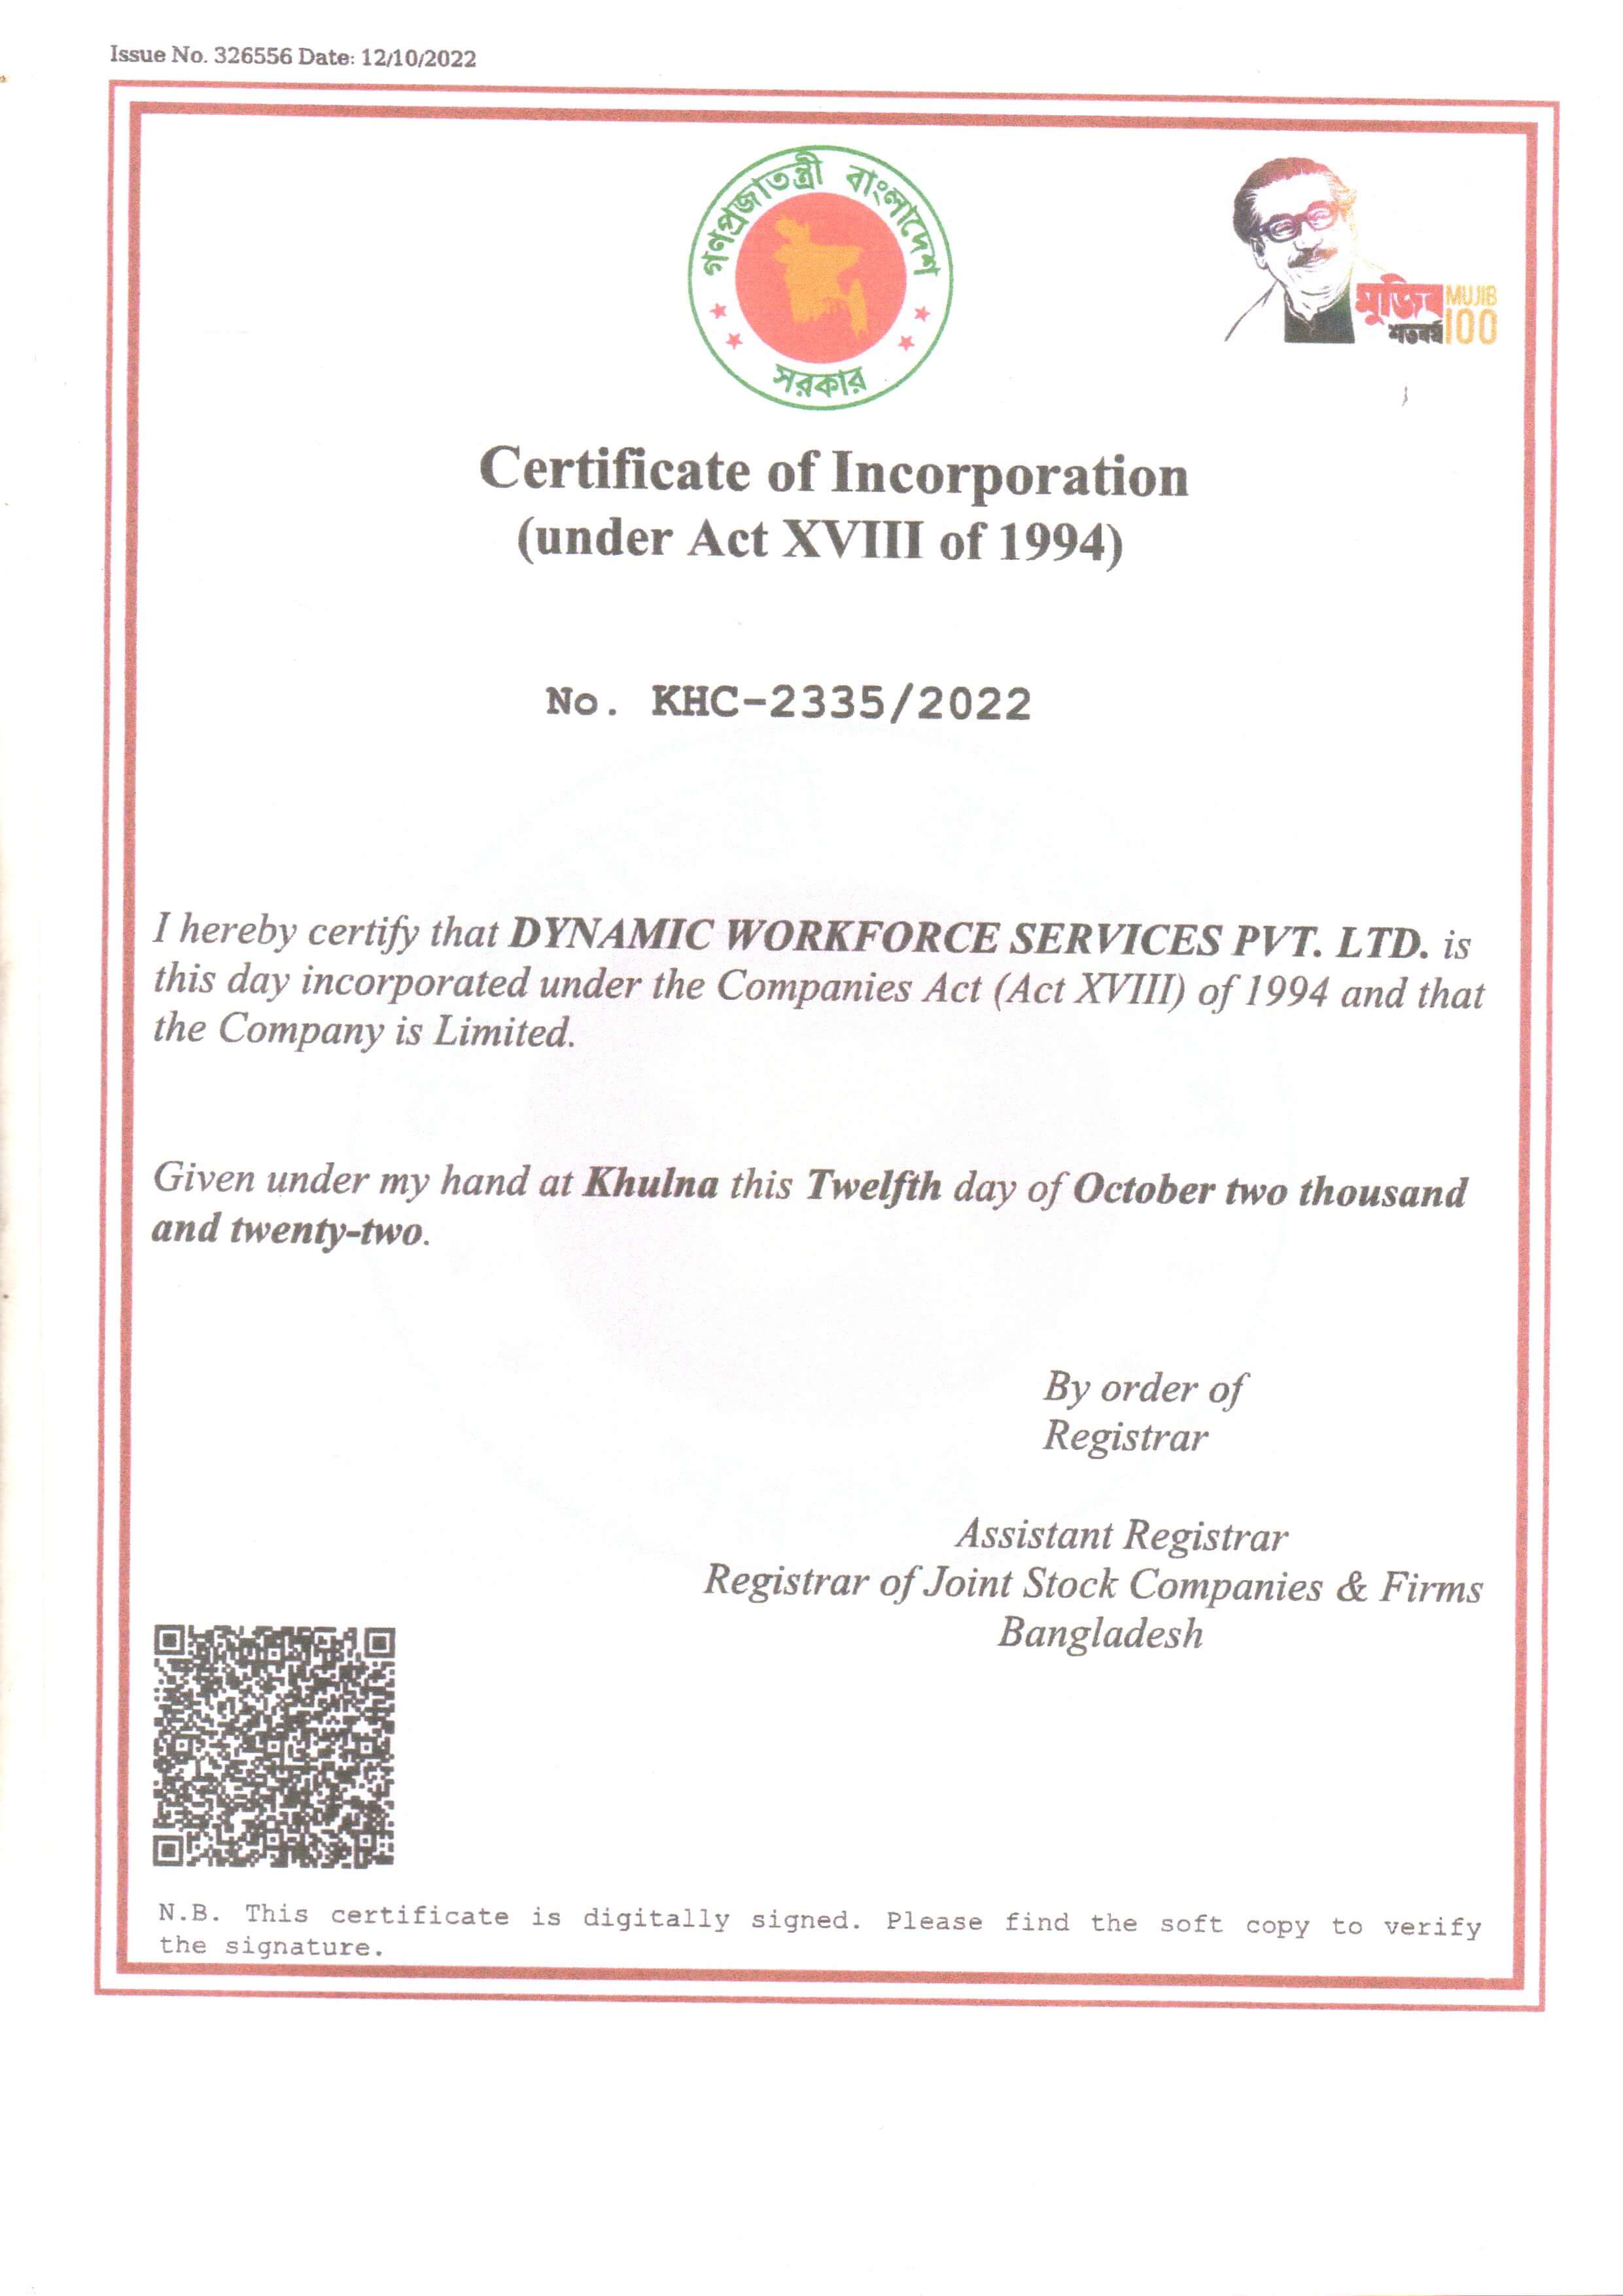 Issue No. 326556 Date: 12/10/2022
গণপ্রজাতন্ত্রী বাংলাদেশ
সরকার
মুজিব MUJIB
শতবর্ষ 100
Certificate of Incorporation
(under Act XVIII of 1994)
No. KHC-2335/2022
I hereby certify that DYNAMIC WORKFORCE SERVICES PVT. LTD. is
this day incorporated under the Companies Act (Act XVIII) of 1994 and that
the Company is Limited.
Given under my hand at Khulna this Twelfth day of October two thousand
and twenty-two.
By order of
Registrar
Assistant Registrar
Registrar of Joint Stock Companies & Firms
Bangladesh
N.B. This certificate is digitally signed. Please find the soft copy to verify
the signature.